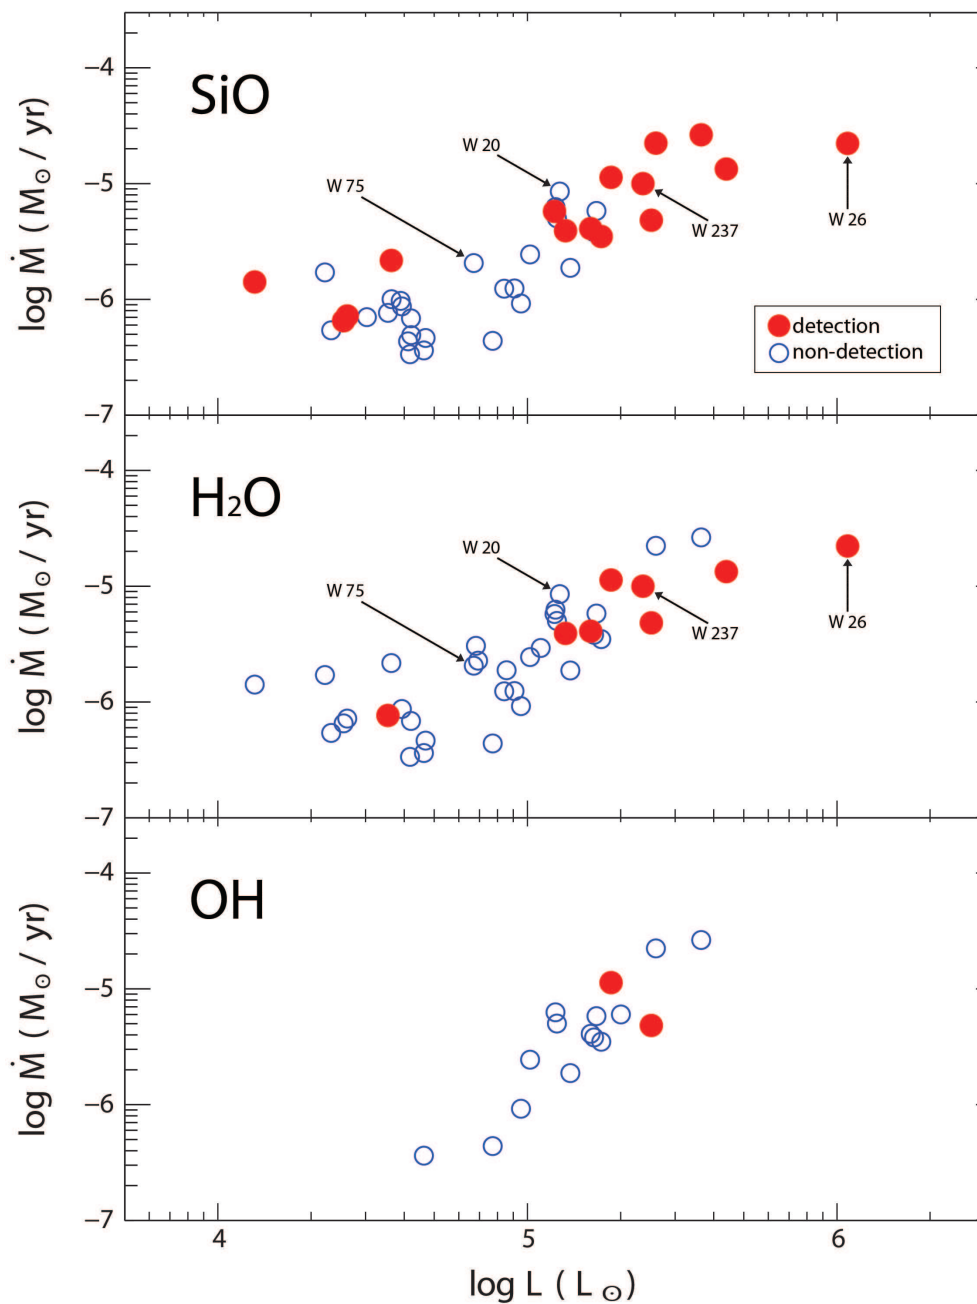 SiO
−4
−5
−6
−7
log Ṁ ( M⊙ / yr)
W 20
W 75
W 237
W 26
detection
non-detection
H₂O
−4
−5
−6
−7
log Ṁ ( M⊙ / yr)
W 20
W 75
W 237
W 26
OH
−4
−5
−6
−7
log Ṁ ( M⊙ / yr)
4 5 6
log L ( L⊙ )